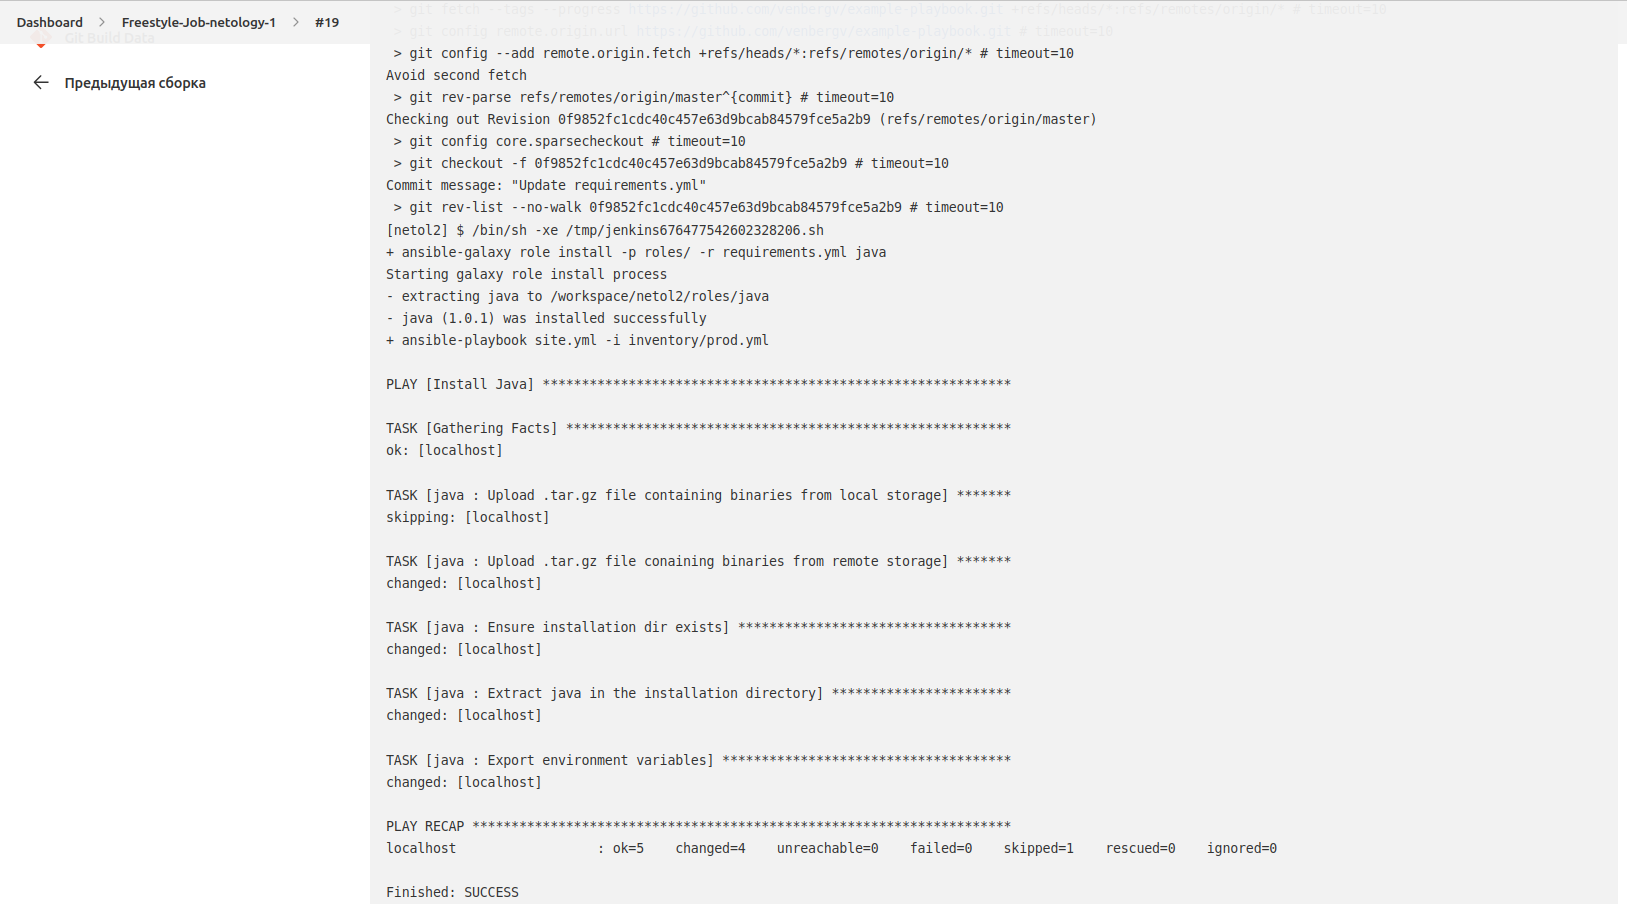 Dashboard > Freestyle-Job-netology-1 > #19
Git Build Data
Предыдущая сборка
> git fetch --tags --progress https://github.com/venbergv/example-playbook.git +refs/heads/*:refs/remotes/origin/* # timeout=10
> git config remote.origin.url https://github.com/venbergv/example-playbook.git # timeout=10
> git config --add remote.origin.fetch +refs/heads/*:refs/remotes/origin/* # timeout=10
Avoid second fetch
> git rev-parse refs/remotes/origin/master^{commit} # timeout=10
Checking out Revision 0f9852fc1cdc40c457e63d9bcab84579fce5a2b9 (refs/remotes/origin/master)
> git config core.sparsecheckout # timeout=10
> git checkout -f 0f9852fc1cdc40c457e63d9bcab84579fce5a2b9 # timeout=10
Commit message: "Update requirements.yml"
> git rev-list --no-walk 0f9852fc1cdc40c457e63d9bcab84579fce5a2b9 # timeout=10
[netol2] $ /bin/sh -xe /tmp/jenkins676477542602328206.sh
+ ansible-galaxy role install -p roles/ -r requirements.yml java
Starting galaxy role install process
- extracting java to /workspace/netol2/roles/java
- java (1.0.1) was installed successfully
+ ansible-playbook site.yml -i inventory/prod.yml
PLAY [Install Java] ************************************************************
TASK [Gathering Facts] *********************************************************
ok: [localhost]
TASK [java : Upload .tar.gz file containing binaries from local storage] *******
skipping: [localhost]
TASK [java : Upload .tar.gz file conaining binaries from remote storage] *******
changed: [localhost]
TASK [java : Ensure installation dir exists] ***********************************
changed: [localhost]
TASK [java : Extract java in the installation directory] ***********************
changed: [localhost]
TASK [java : Export environment variables] *************************************
changed: [localhost]
PLAY RECAP *********************************************************************
localhost : ok=5 changed=4 unreachable=0 failed=0 skipped=1 rescued=0 ignored=0
Finished: SUCCESS